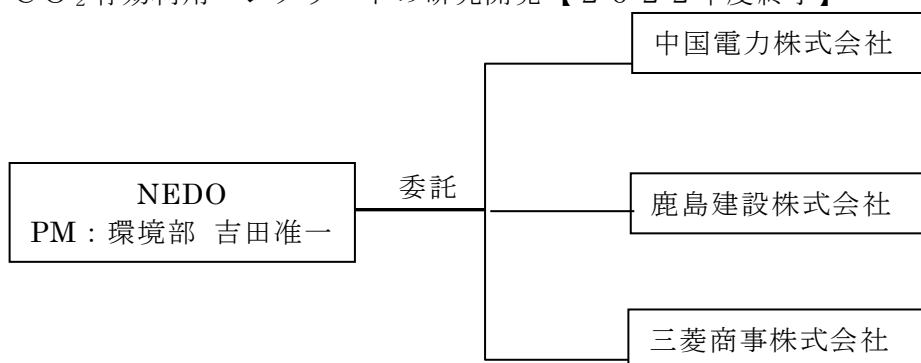 CO₂有効利用コンクリートの研究開発【2022年度終了】
中国電力株式会社
委託
NEDO
PM：環境部 吉田准一
鹿島建設株式会社
三菱商事株式会社